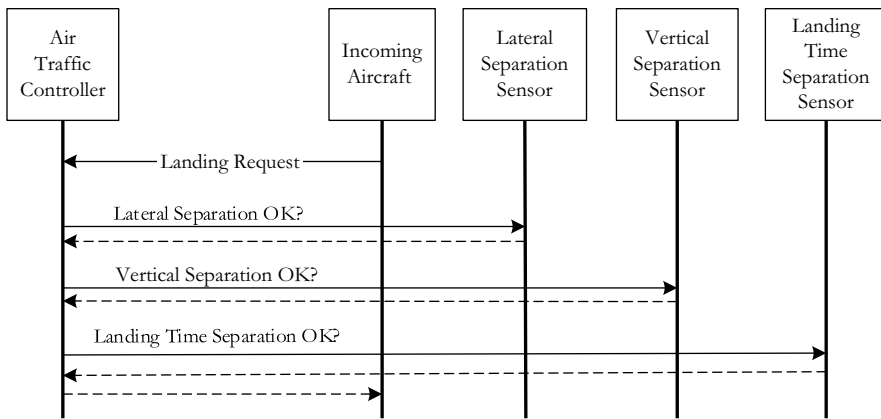 Air
Traffic
Controller
Incoming
Aircraft
Lateral
Separation
Sensor
Vertical
Separation
Sensor
Landing
Time
Separation
Sensor
Landing Request
Lateral Separation OK?
Vertical Separation OK?
Landing Time Separation OK?